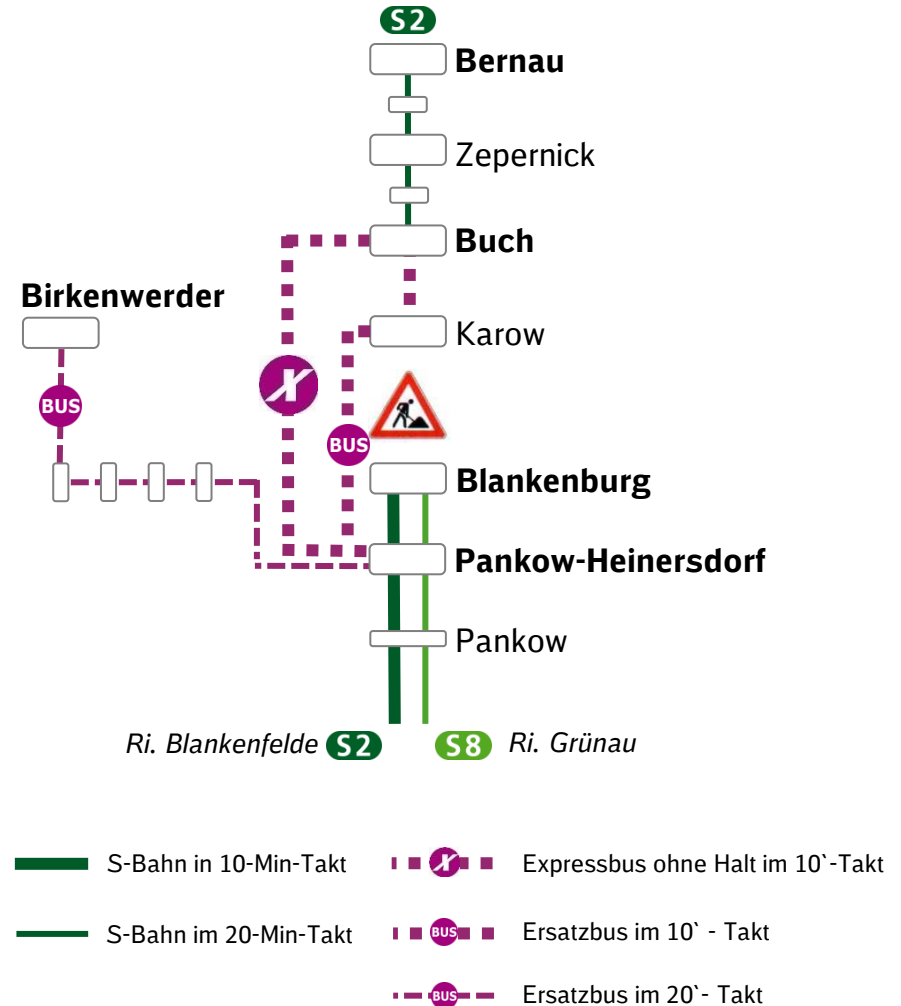 S2
Bernau
Zepernick
Buch
Birkenwerder
Karow
X
BUS
BUS
Blankenburg
Pankow-Heinersdorf
Pankow
Ri. Blankenfelde S2 S8 Ri. Grünau
S-Bahn in 10-Min-Takt X Expressbus ohne Halt im 10`-Takt
S-Bahn im 20-Min-Takt BUS Ersatzbus im 10` - Takt
BUS Ersatzbus im 20`- Takt